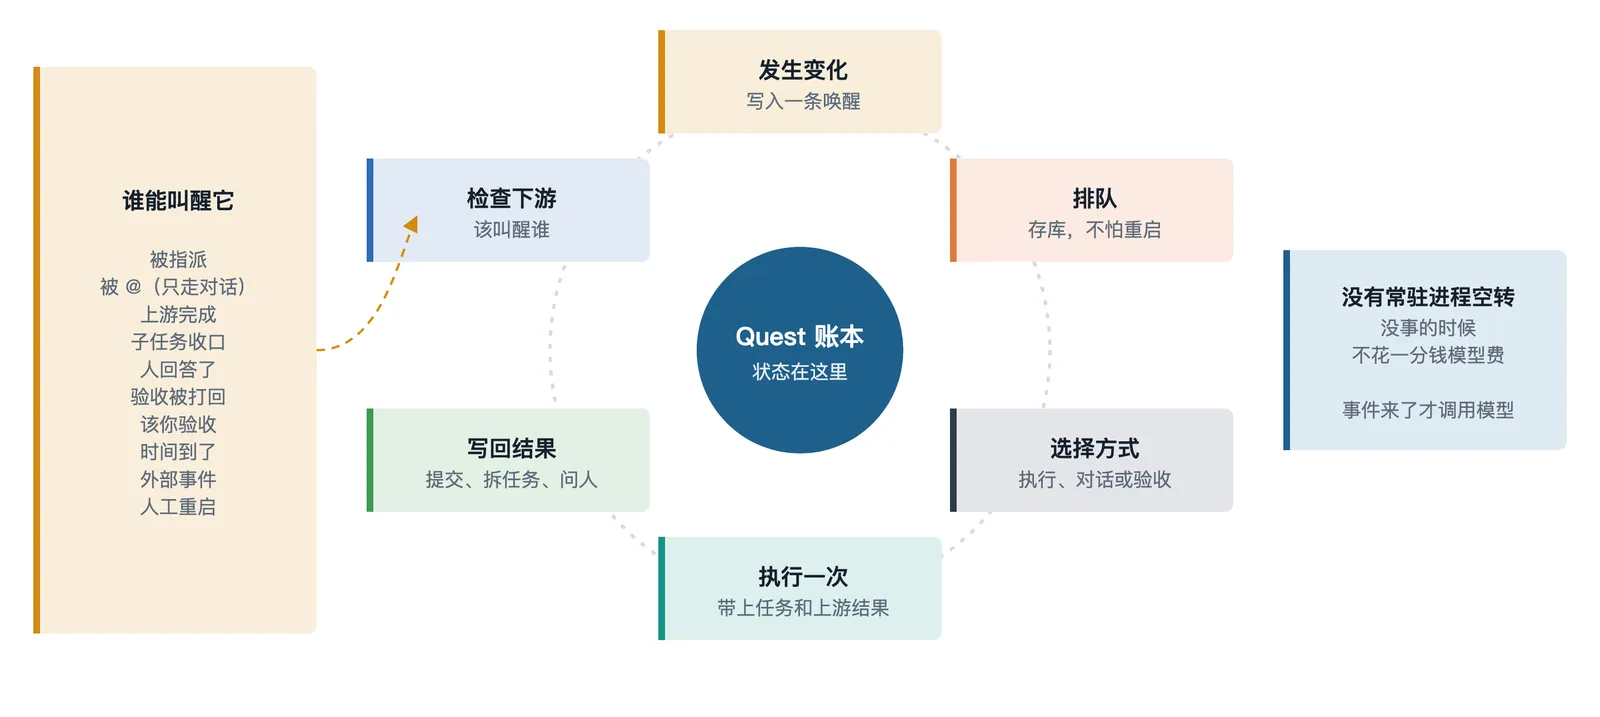 谁能叫醒它
被指派
被 @（只走对话）
上游完成
子任务收口
人回答了
验收被打回
该你验收
时间到了
外部事件
人工重启
发生变化
写入一条唤醒
检查下游
该叫醒谁
排队
存库，不怕重启
Quest 账本
状态在这里
写回结果
提交、拆任务、问人
选择方式
执行、对话或验收
执行一次
带上任务和上游结果
没有常驻进程空转
没事的时候
不花一分钱模型费
事件来了才调用模型